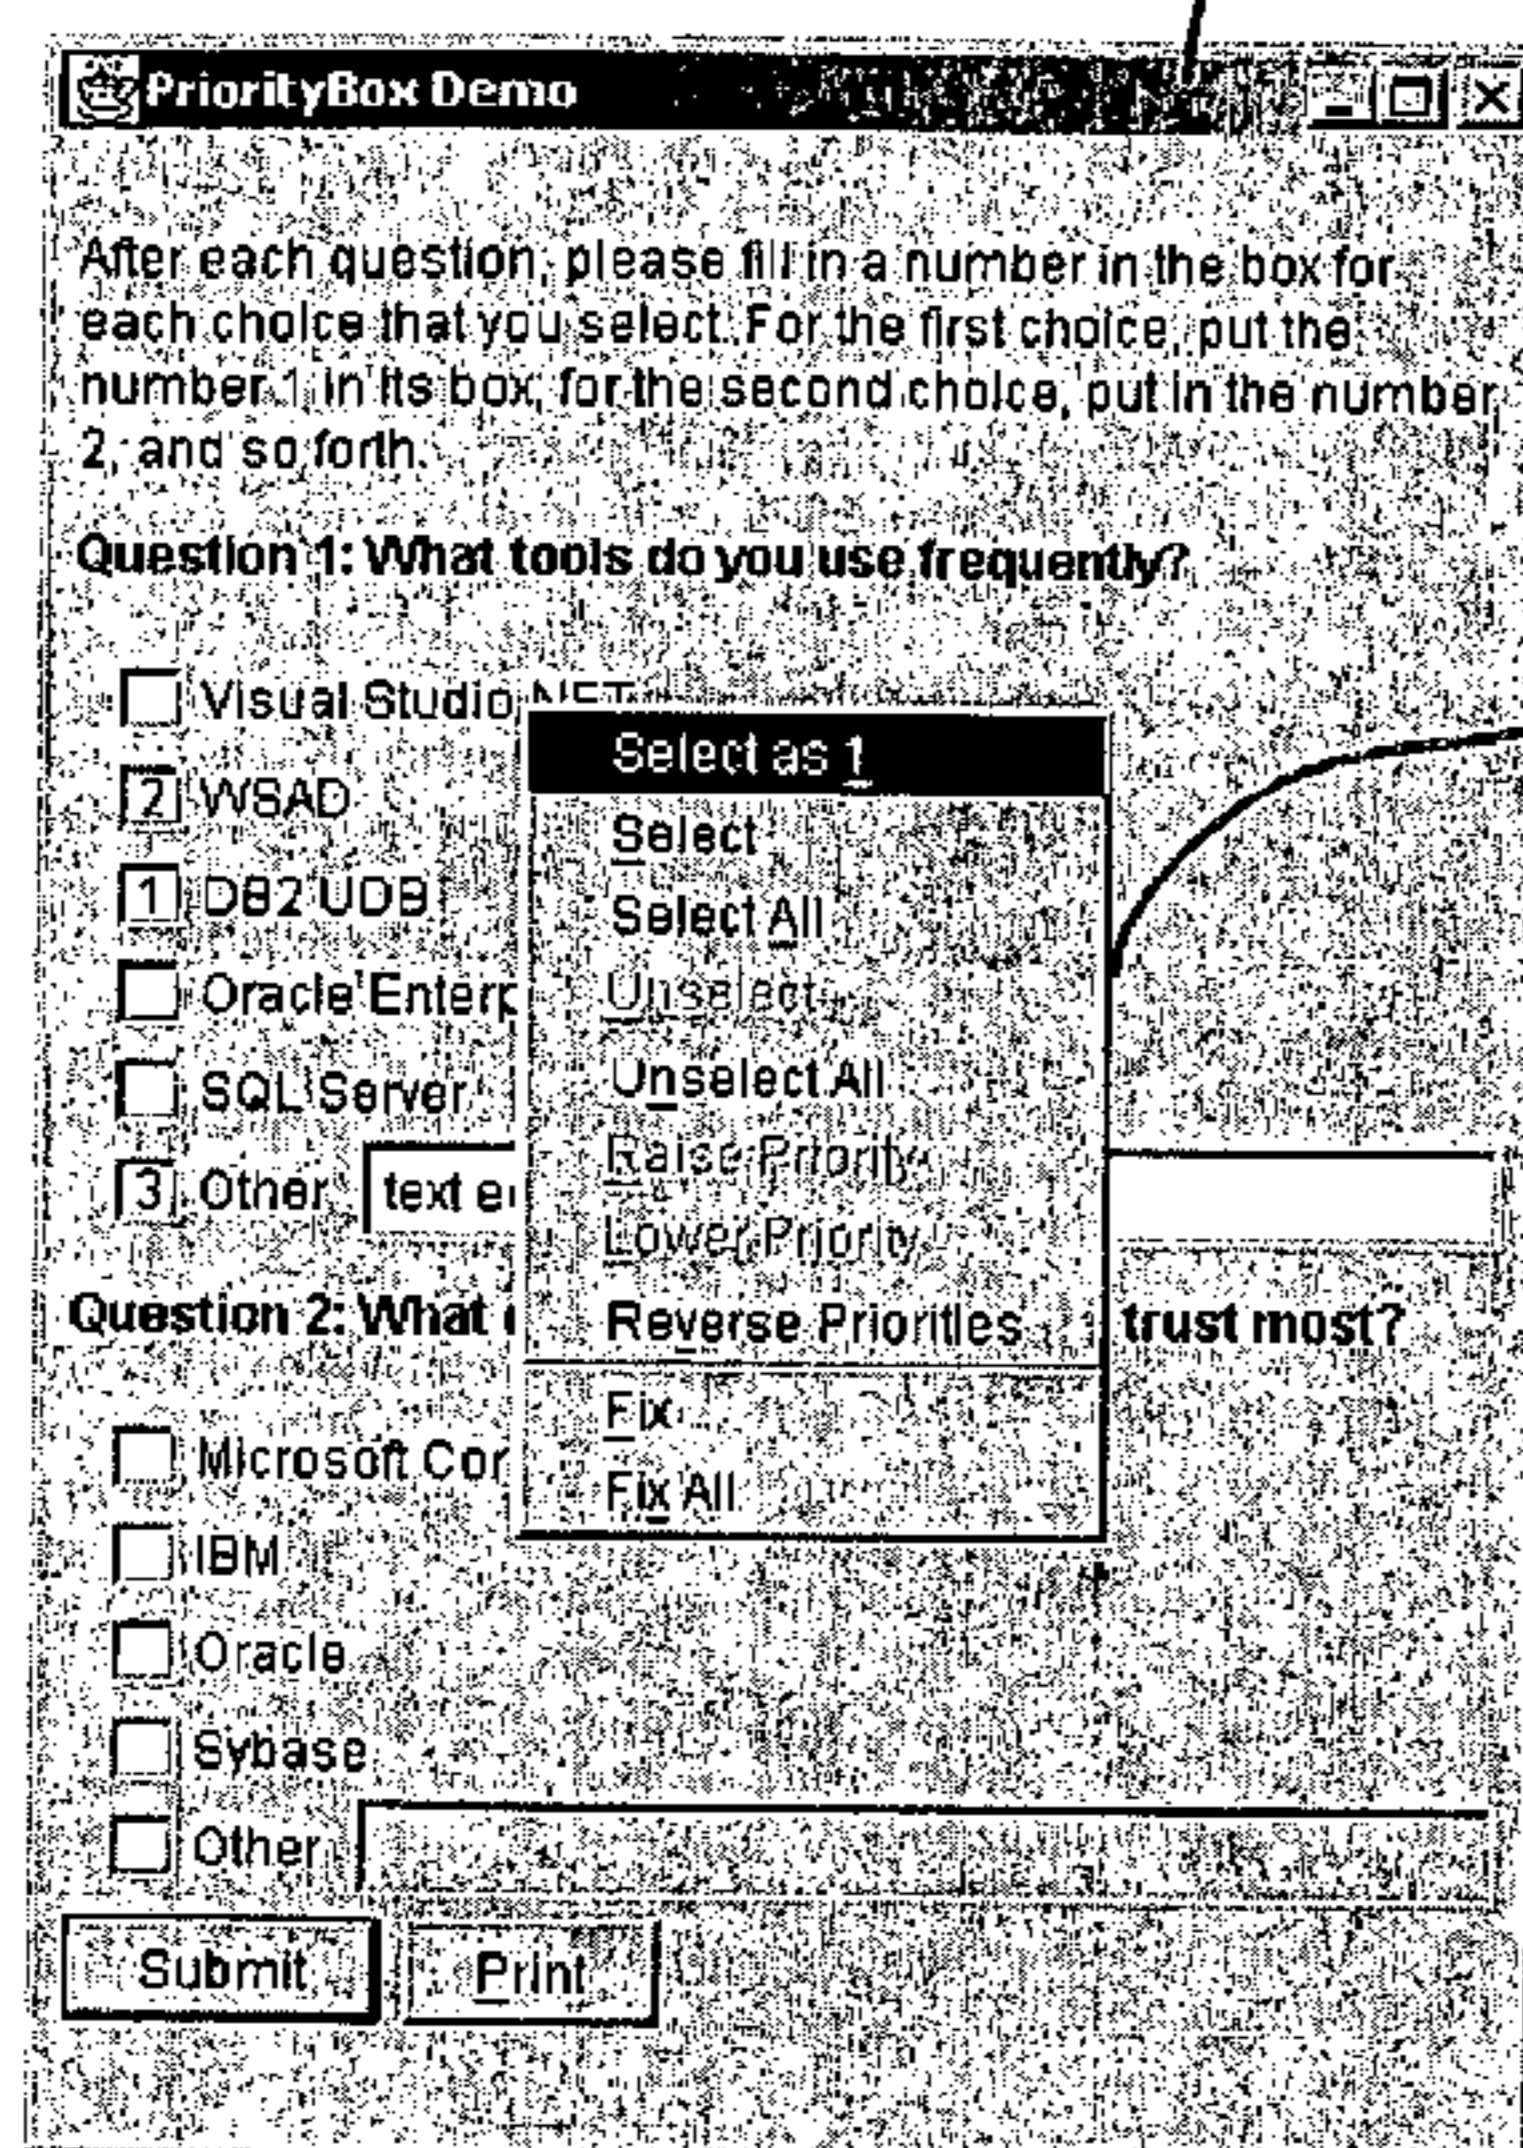 PriorityBox Demo
After each question, please fill in a number in the box for
each choice that you select. For the first choice, put the
number 1 in its box, for the second choice, put in the number
2, and so forth.
Question 1: What tools do you use frequently?
Visual Studio .NET
Select as 1
2 WSAD
Select
1 DB2 UDB
Select All
Oracle Enterp
Unselect
SQL Server
Unselect All
Raise Priority
3 Other text e
Lower Priority
Question 2: What
Reverse Priorities
trust most?
Fix
Microsoft Cor
Fix All
IBM
Oracle
Sybase
Other
Submit Print